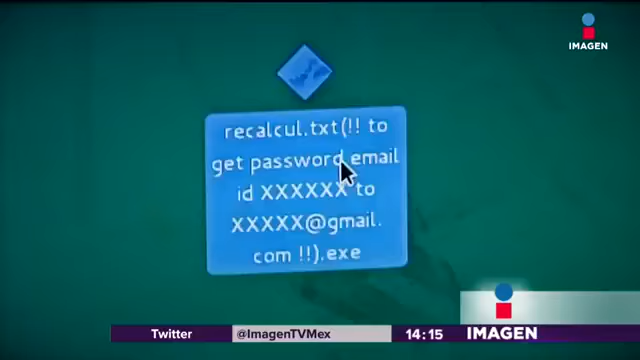 IMAGEN
recalcul.txt(!! to
get password email
id XXXXXX to
XXXXX@gmail.
com !!).exe
Twitter
@ImagenTVMex
14:15
IMAGEN